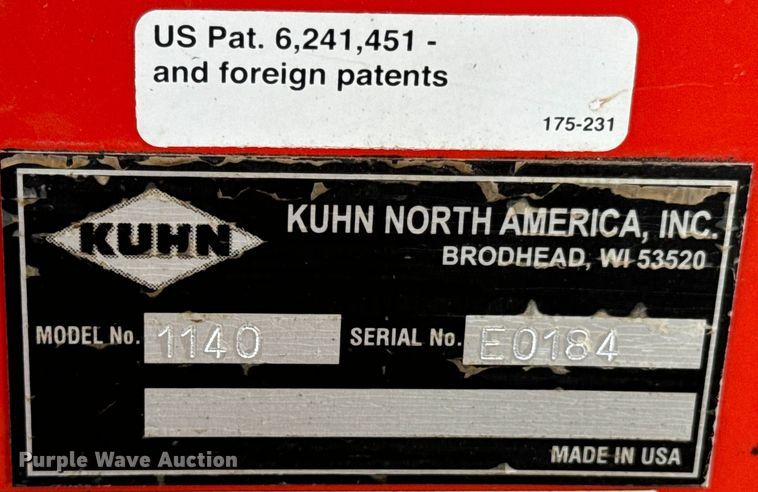 US Pat. 6,241,451 -
and foreign patents
175-231
KUHN
KUHN NORTH AMERICA, INC.
BRODHEAD, WI 53520
MODEL No. 1140 SERIAL No. E0184
MADE IN USA
Purple Wave Auction